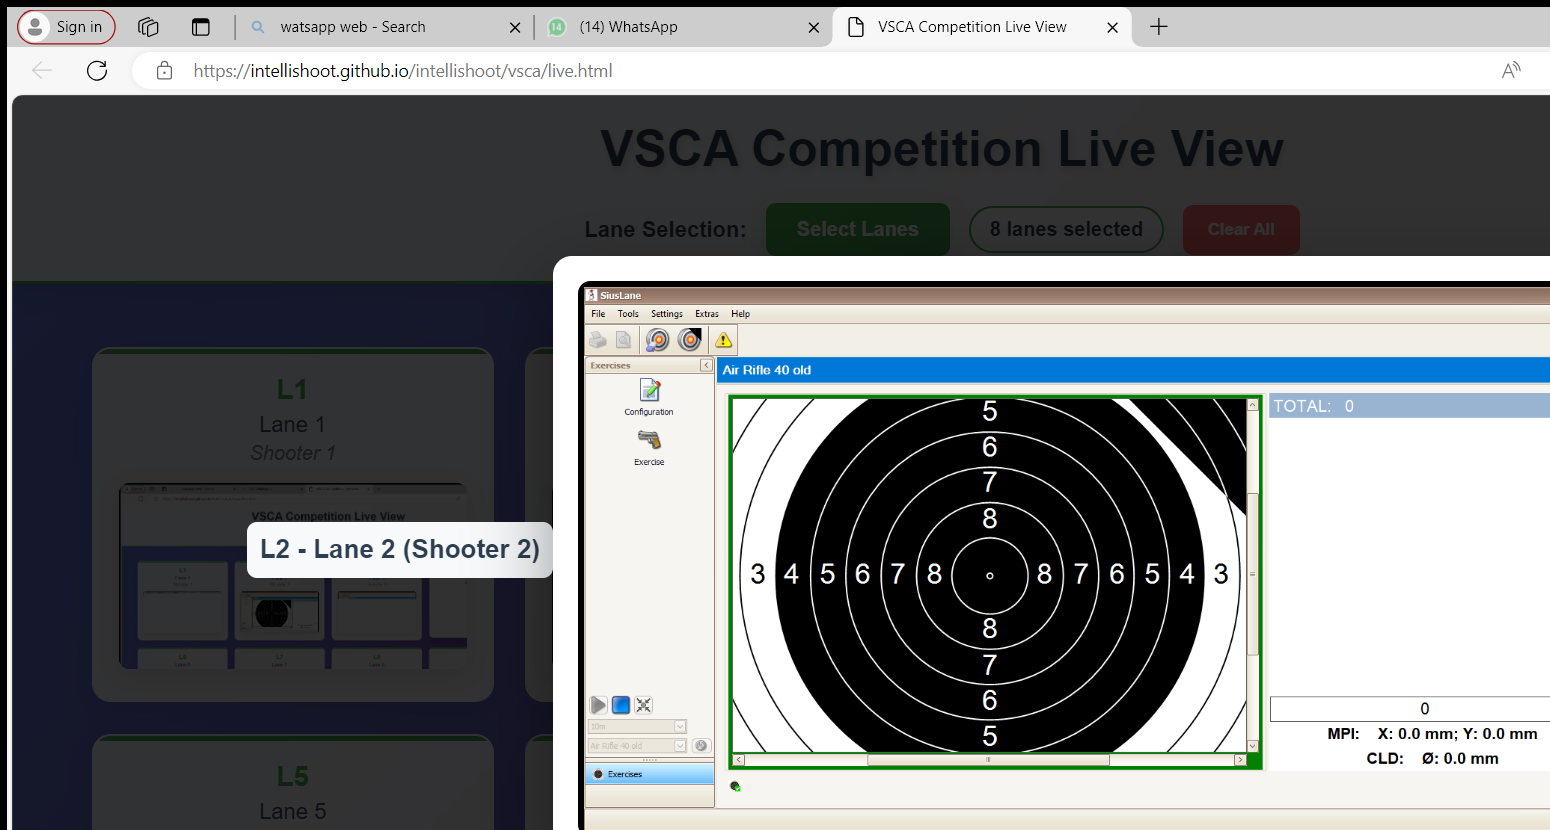 Sign in
watsapp web - Search
14
(14) WhatsApp
VSCA Competition Live View
https://intellishoot.github.io/intellishoot/vsca/live.html
VSCA Competition Live View
Lane Selection:
Select Lanes
8 lanes selected
Clear All
L1
Lane 1
Shooter 1
VSCA Competition Live View
L2 - Lane 2 (Shooter 2)
L5
Lane 5
SiusLane
File Tools Settings Extras Help
Exercises
Configuration
Exercise
10m
Air Rifle 40 old
Exercises
Air Rifle 40 old
5
6
7
8
3 4 5 6 7 8 8 7 6 5 4 3
8
7
6
5
TOTAL: 0
0
MPI: X: 0.0 mm; Y: 0.0 mm
CLD: Ø: 0.0 mm